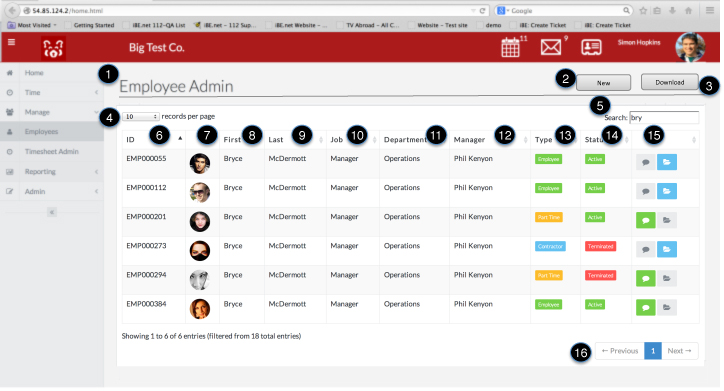 54.85.124.2/home.html
Google
Most Visited
Getting Started
iBE.net 112-QA List
iBE.net - 112 Sup...
iBE.net Website - ...
TV Abroad - All C...
Website - Test site
demo
iBE: Create Ticket
iBE: Create Ticket
Big Test Co.
11
9
Simon Hopkins
Home
Time
Manage
Employees
Timesheet Admin
Reporting
Admin
1
Employee Admin
2
New
Download
3
4
10
records per page
5
Search: bry
6 7 8 9 10 11 12 13 14 15
ID First Last Job Department Manager Type Status
EMP000055 Bryce McDermott Manager Operations Phil Kenyon Employee Active
EMP000112 Bryce McDermott Manager Operations Phil Kenyon Employee Active
EMP000201 Bryce McDermott Manager Operations Phil Kenyon Part Time Active
EMP000273 Bryce McDermott Manager Operations Phil Kenyon Contractor Terminated
EMP000294 Bryce McDermott Manager Operations Phil Kenyon Part Time Terminated
EMP000384 Bryce McDermott Manager Operations Phil Kenyon Employee Active
Showing 1 to 6 of 6 entries (filtered from 18 total entries)
16
← Previous 1 Next →